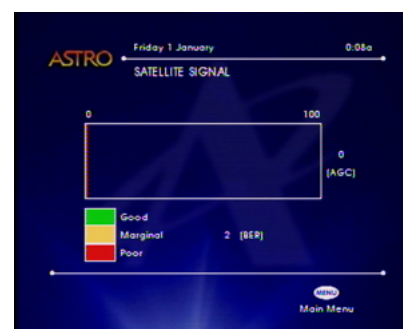 ASTRO
Friday 1 January 0:08a
SATELLITE SIGNAL
0 100
0
(AGC)
Good
Marginal 2 (BER)
Poor
MENU
Main Menu